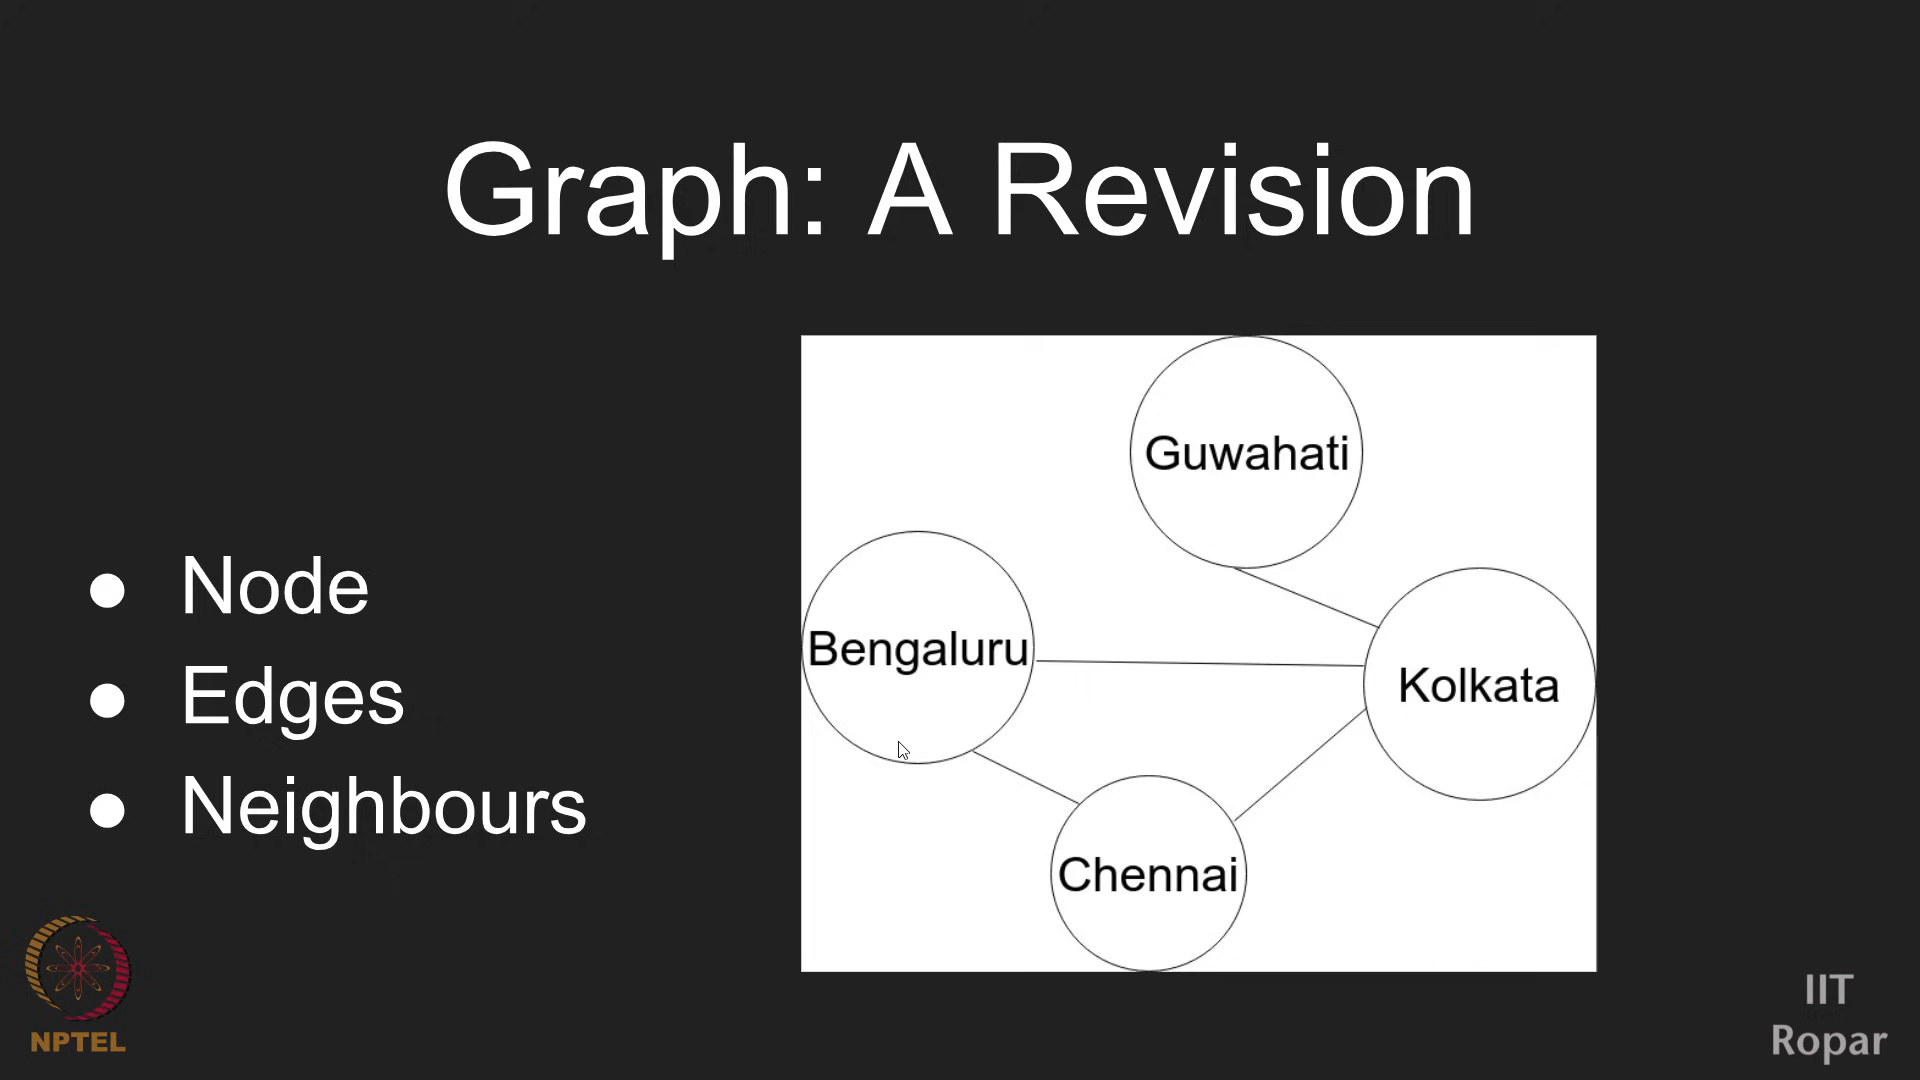 Graph: A Revision
● Node
● Edges
● Neighbours
Guwahati
Bengaluru
Kolkata
Chennai
NPTEL
IIT
Ropar